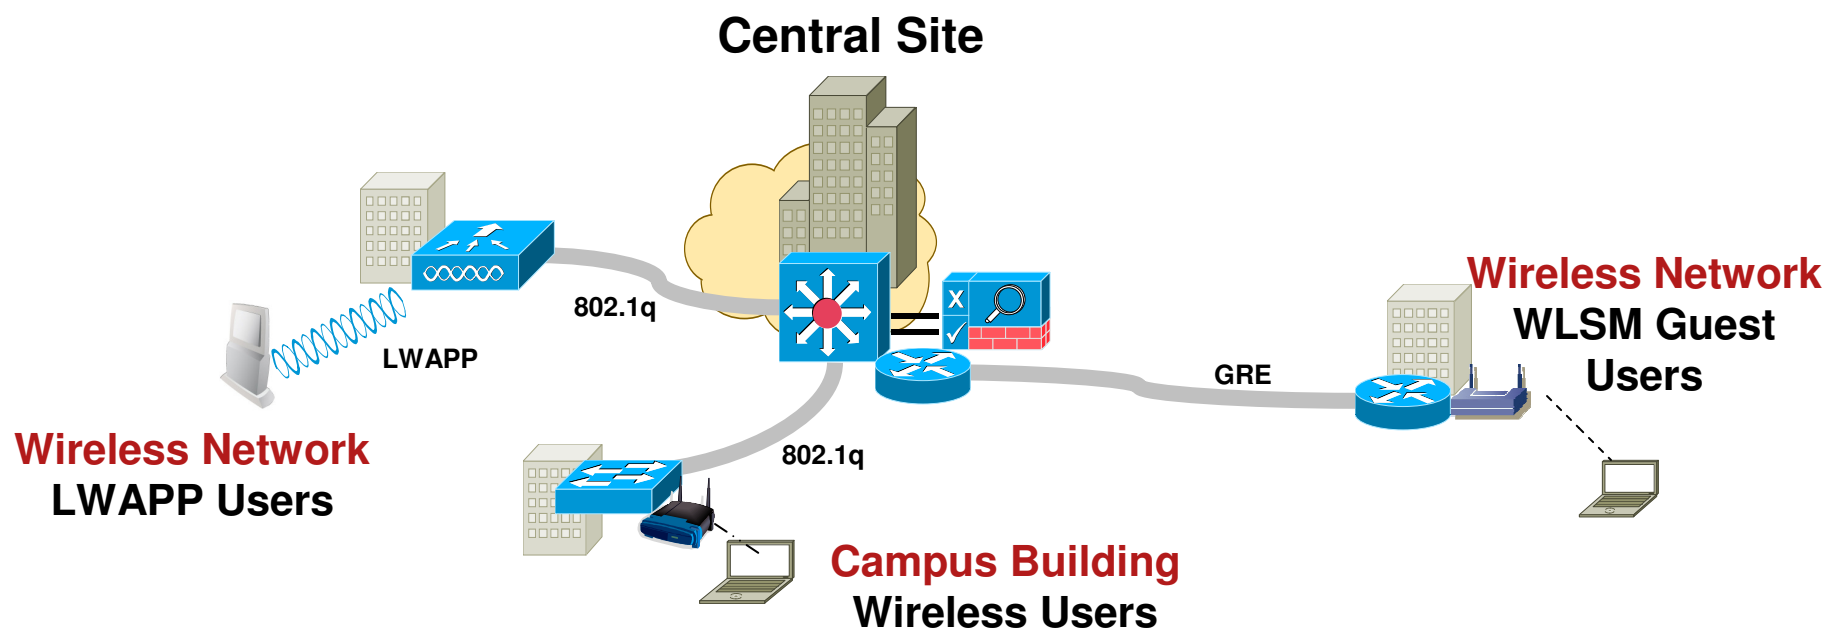 Central Site
802.1q
LWAPP
Wireless Network
LWAPP Users
802.1q
Campus Building
Wireless Users
X
GRE
Wireless Network
WLSM Guest
Users